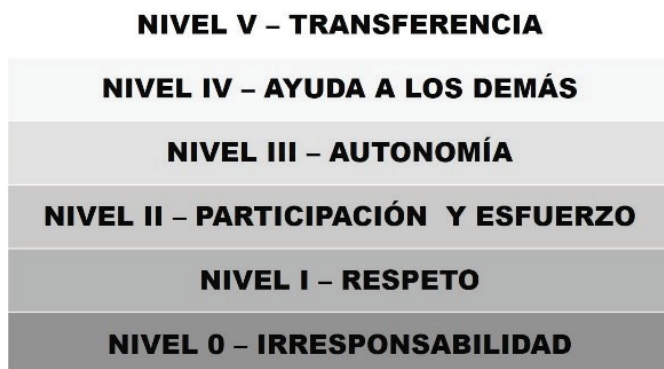 NIVEL V – TRANSFERENCIA
NIVEL IV – AYUDA A LOS DEMÁS
NIVEL III – AUTONOMÍA
NIVEL II – PARTICIPACIÓN Y ESFUERZO
NIVEL I – RESPETO
NIVEL 0 – IRRESPONSABILIDAD